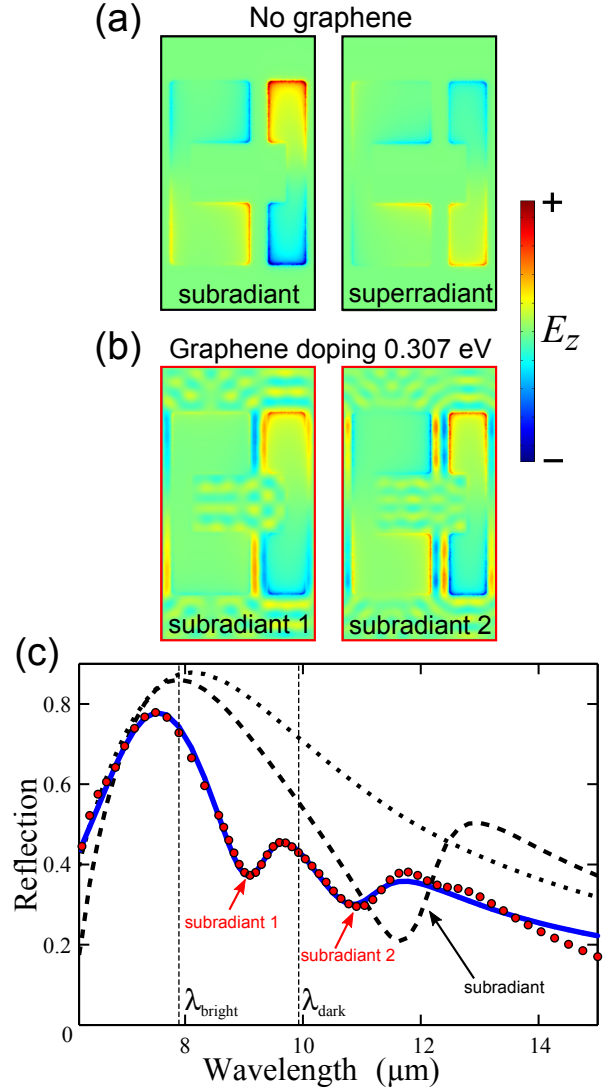 (a) No graphene
subradiant
superradiant
+
E_z
−
(b) Graphene doping 0.307 eV
subradiant 1
subradiant 2
(c)
0.8
0.6
0.4
0.2
0
Reflection
subradiant 1
subradiant 2
subradiant
λ_bright
λ_dark
8
10
12
14
Wavelength (μm)